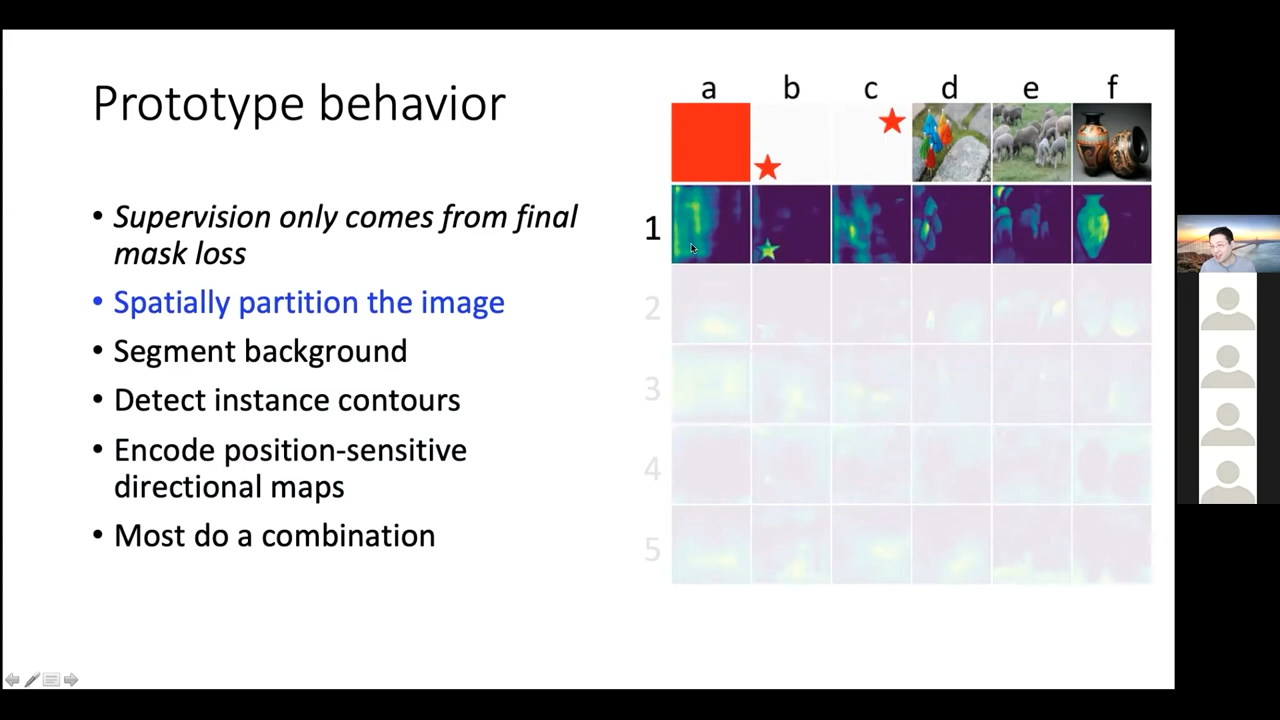 Prototype behavior
• Supervision only comes from final
mask loss
• Spatially partition the image
• Segment background
• Detect instance contours
• Encode position-sensitive
directional maps
• Most do a combination
a b c d e f
1
2
3
4
5